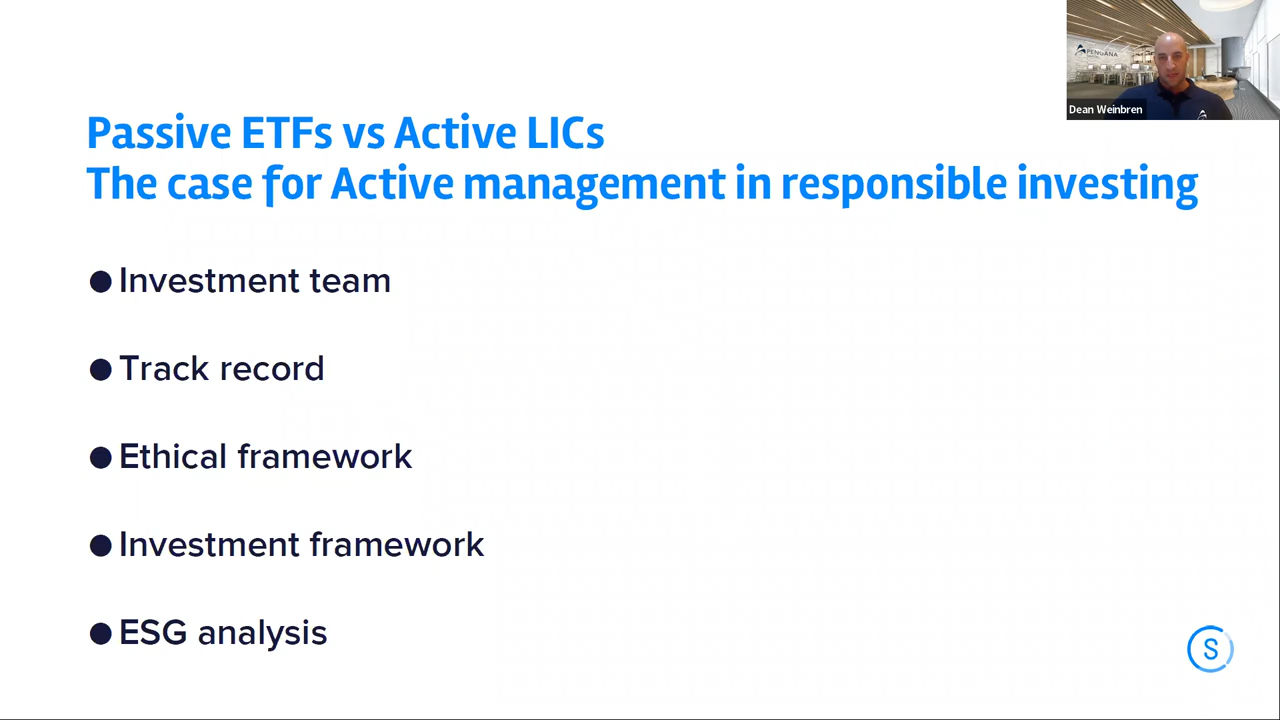 Passive ETFs vs Active LICs
The case for Active management in responsible investing
● Investment team
● Track record
● Ethical framework
● Investment framework
● ESG analysis
PENGANA
Dean Weinbren
S